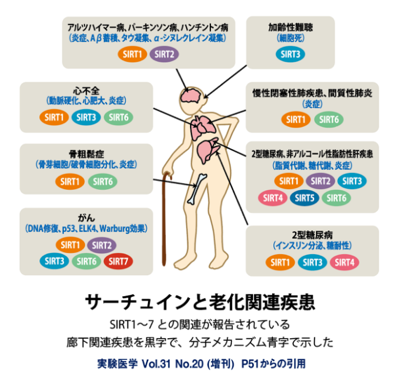 アルツハイマー病、パーキンソン病、ハンチントン病
(炎症、Aβ蓄積、タウ凝集、α-シヌレクレイン凝集)
SIRT1 SIRT2
加齢性難聴
(細胞死)
SIRT3
心不全
(動脈硬化、心肥大、炎症)
SIRT1 SIRT3 SIRT6
慢性閉塞性肺疾患、間質性肺炎
(炎症)
SIRT1 SIRT6
骨粗鬆症
(骨芽細胞/破骨細胞分化、炎症)
SIRT1 SIRT6
2型糖尿病、非アルコール性脂肪性肝疾患
(脂質代謝、糖代謝、炎症)
SIRT1 SIRT2 SIRT3
SIRT4 SIRT5 SIRT6
がん
(DNA修復、p53、ELK4、Warburg効果)
SIRT1 SIRT2
SIRT3 SIRT6 SIRT7
2型糖尿病
(インスリン分泌、糖耐性)
SIRT1 SIRT3 SIRT4
サーチュインと老化関連疾患
SIRT1〜7 との関連が報告されている
廊下関連疾患を黒字で、分子メカニズム青字で示した
実験医学 Vol.31 No.20 (増刊) P51からの引用